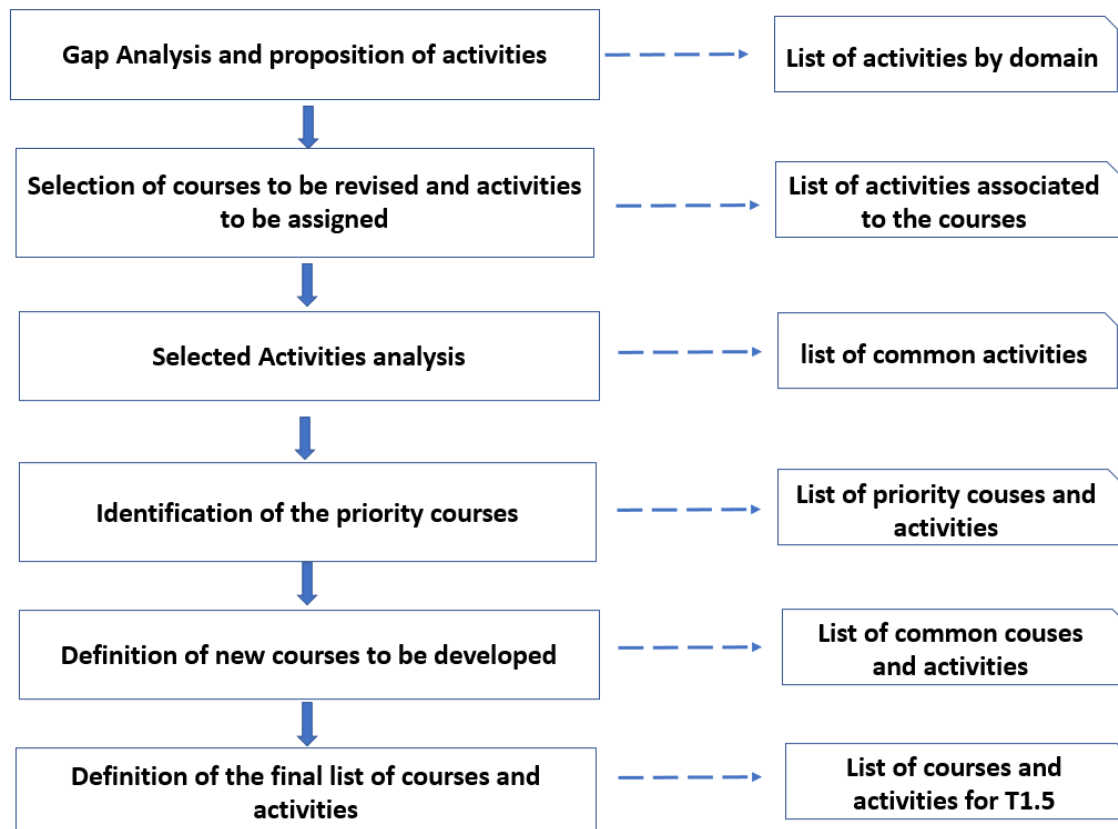 Gap Analysis and proposition of activities
List of activities by domain
Selection of courses to be revised and activities
to be assigned
List of activities associated
to the courses
Selected Activities analysis
list of common activities
Identification of the priority courses
List of priority couses and
activities
Definition of new courses to be developed
List of common couses
and activities
Definition of the final list of courses and
activities
List of courses and
activities for T1.5